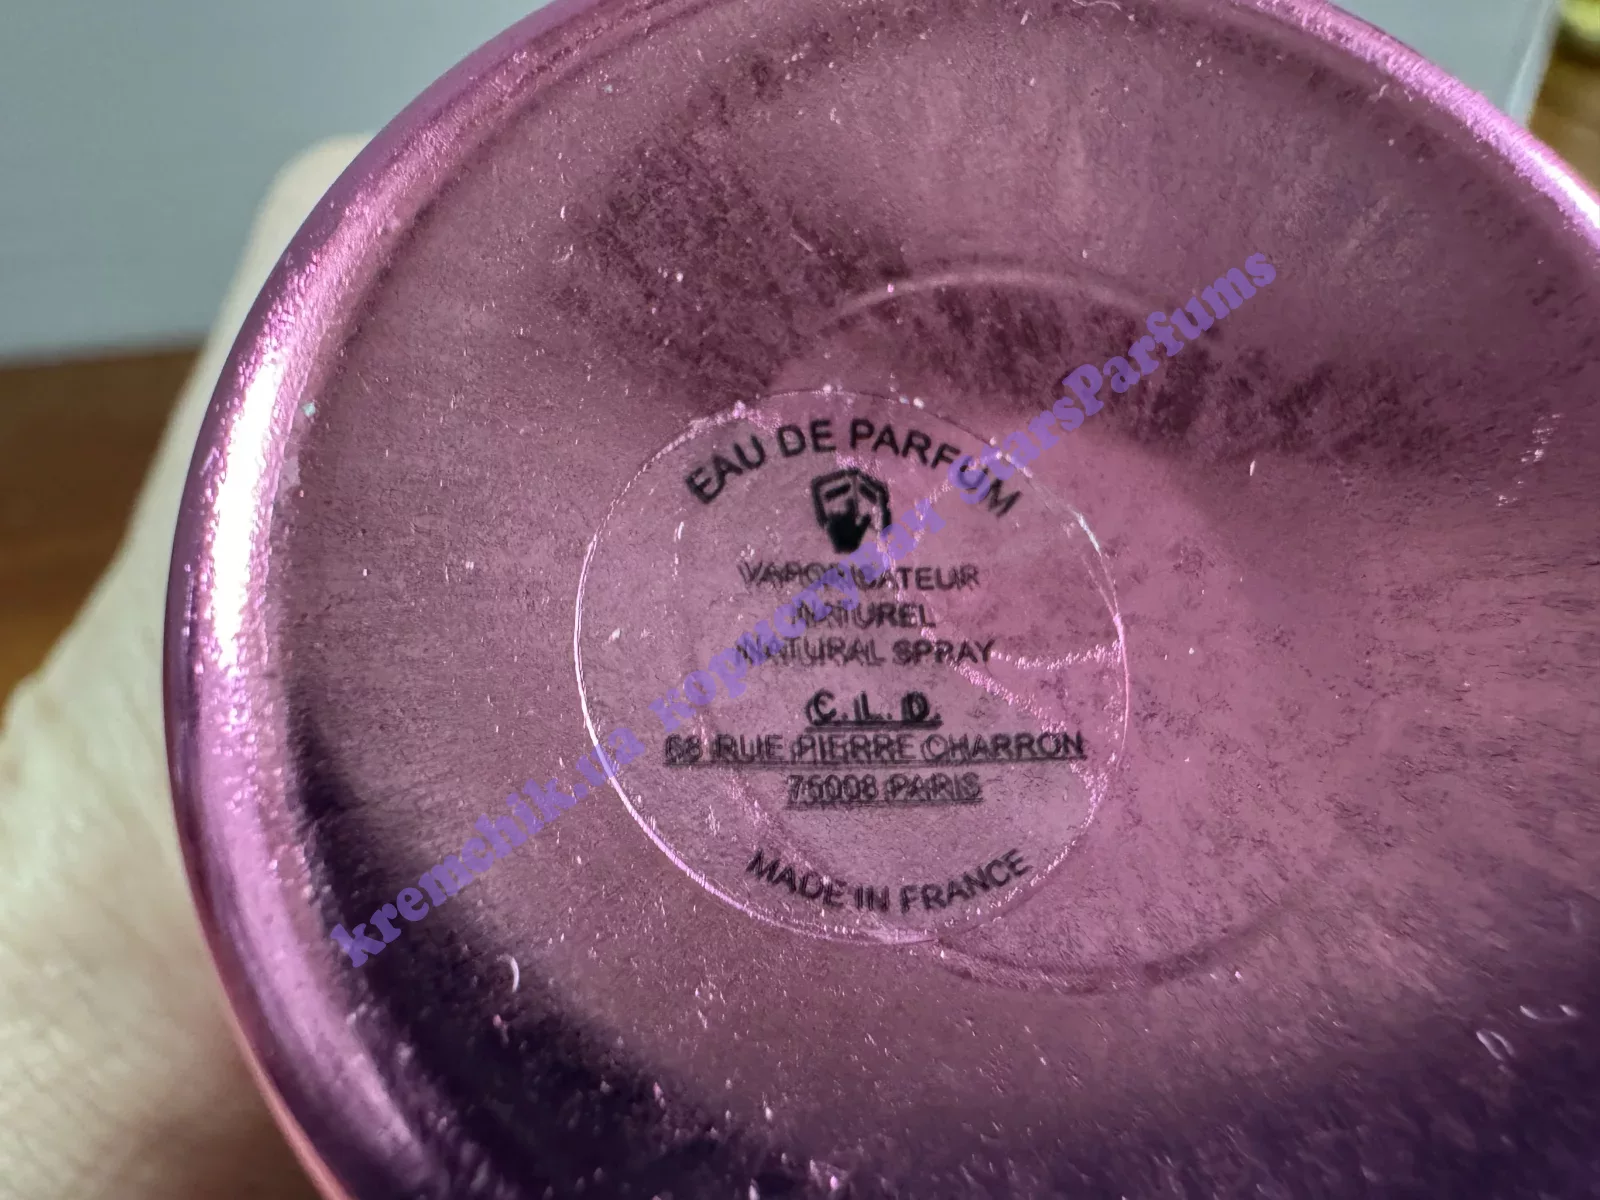 EAU DE PARFUM
VAPORISATEUR
NATUREL
NATURAL SPRAY
C.L.D.
68 RUE PIERRE CHARRON
75008 PARIS
MADE IN FRANCE
kremchik.ua користувач starsParfums